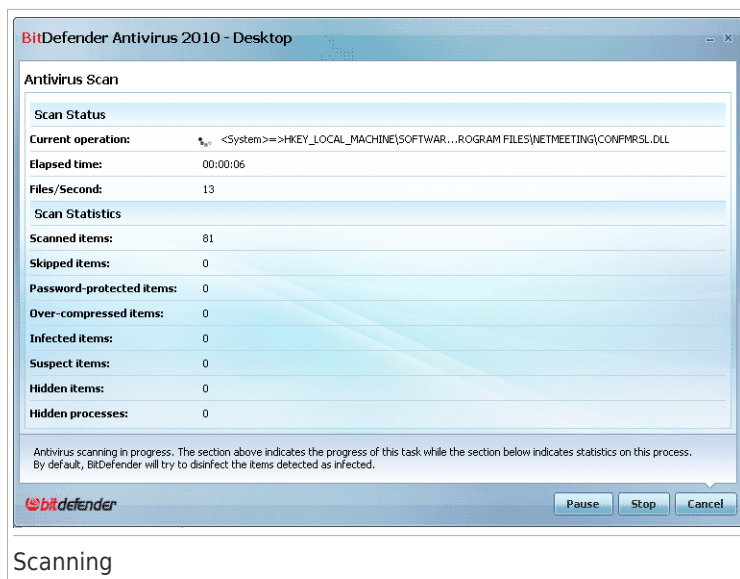 BitDefender Antivirus 2010 - Desktop
Antivirus Scan
Scan Status
Current operation: <System>=>HKEY_LOCAL_MACHINE\SOFTWAR...ROGRAM FILES\NETMEETING\CONFMRSL.DLL
Elapsed time: 00:00:06
Files/Second: 13
Scan Statistics
Scanned items: 81
Skipped items: 0
Password-protected items: 0
Over-compressed items: 0
Infected items: 0
Suspect items: 0
Hidden items: 0
Hidden processes: 0
Antivirus scanning in progress. The section above indicates the progress of this task while the section below indicates statistics on this process.
By default, BitDefender will try to disinfect the items detected as infected.
bitdefender Pause Stop Cancel
Scanning